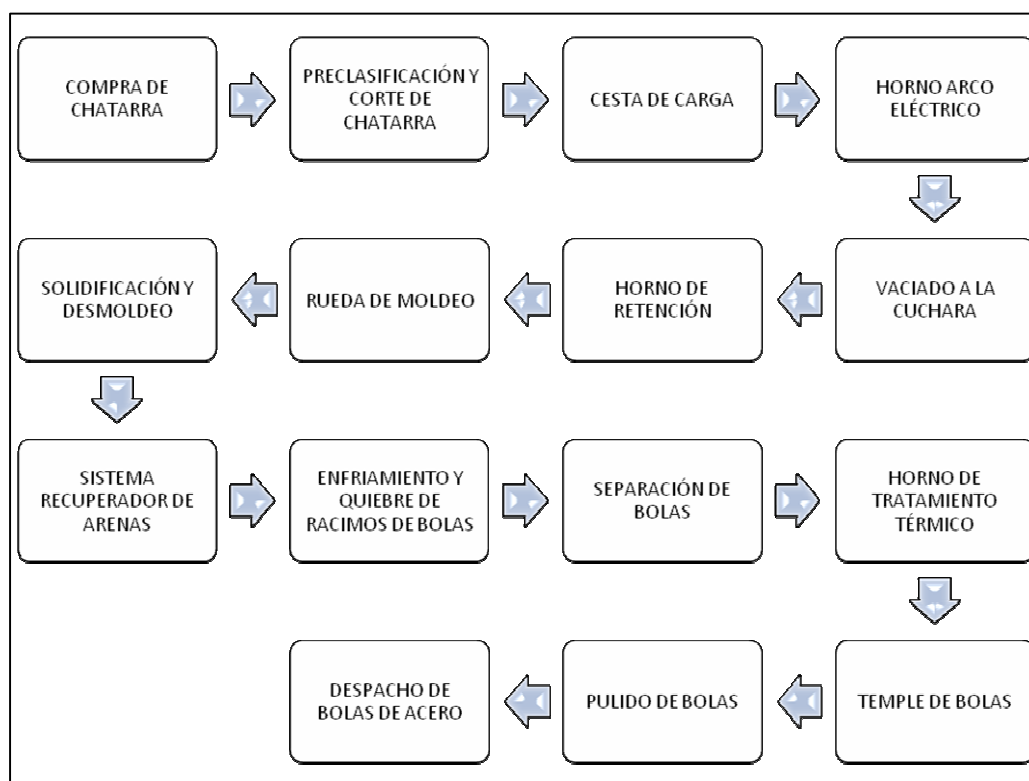 COMPRA DE
CHATARRA
PRECLASIFICACIÓN Y
CORTE DE
CHATARRA
CESTA DE CARGA
HORNO ARCO
ELÉCTRICO
VACIADO A LA
CUCHARA
HORNO DE
RETENCIÓN
RUEDA DE MOLDEO
SOLIDIFICACIÓN Y
DESMOLDEO
SISTEMA
RECUPERADOR DE
ARENAS
ENFRIAMIENTO Y
QUIEBRE DE
RACIMOS DE BOLAS
SEPARACIÓN DE
BOLAS
HORNO DE
TRATAMIENTO
TÉRMICO
TEMPLE DE BOLAS
PULIDO DE BOLAS
DESPACHO DE
BOLAS DE ACERO